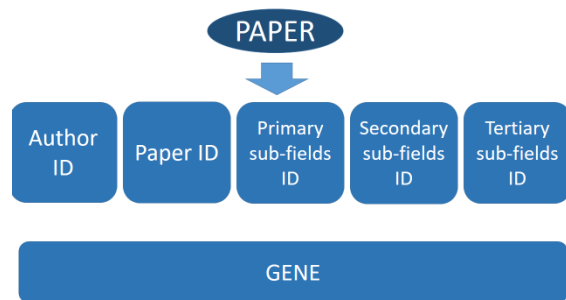 PAPER
Author
ID
Paper ID
Primary
sub-fields
ID
Secondary
sub-fields
ID
Tertiary
sub-fields
ID
GENE